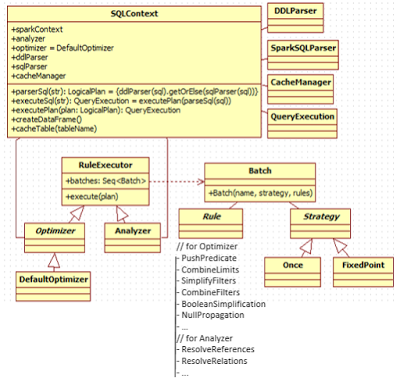 SQLContext
+sparkContext
+analyzer
+optimizer = DefaultOptimizer
+ddlParser
+sqlParser
+cacheManager
+parserSql(str): LogicalPlan = {ddlParser(sql).getOrElse(sqlParser(sql))}
+executeSql(str): QueryExecution = executePlan(parseSql(sql))
+executePlan(plan: LogicalPlan): QueryExecution
+createDataFrame()
+cacheTable(tableName)
DDLParser
SparkSQLParser
CacheManager
QueryExecution
RuleExecutor
+batches: Seq<Batch>
+execute(plan)
Batch
+Batch(name, strategy, rules)
Optimizer
Analyzer
Rule
Strategy
DefaultOptimizer
Once
FixedPoint
// for Optimizer
- PushPredicate
- CombineLimits
- SimplifyFilters
- CombineFilters
- BooleanSimplification
- NullPropagation
- ...
// for Analyzer
- ResolveReferences
- ResolveRelations
- ...